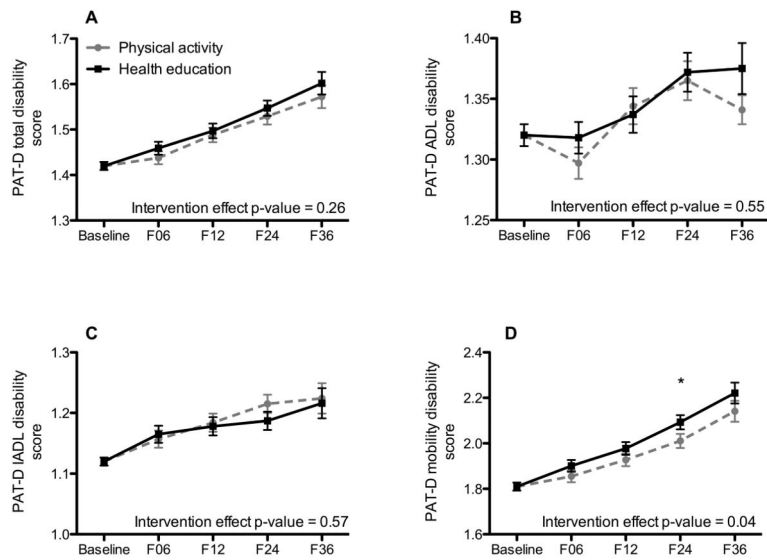 A
PAT-D total disability
score
1.7
1.6
1.5
1.4
1.3
Physical activity
Health education
Intervention effect p-value = 0.26
Baseline F06 F12 F24 F36
B
PAT-D ADL disability
score
1.40
1.35
1.30
1.25
Intervention effect p-value = 0.55
Baseline F06 F12 F24 F36
C
PAT-D IADL disability
score
1.3
1.2
1.1
1.0
Intervention effect p-value = 0.57
Baseline F06 F12 F24 F36
D
PAT-D mobility disability
score
2.4
2.2
2.0
1.8
1.6
*
Intervention effect p-value = 0.04
Baseline F06 F12 F24 F36